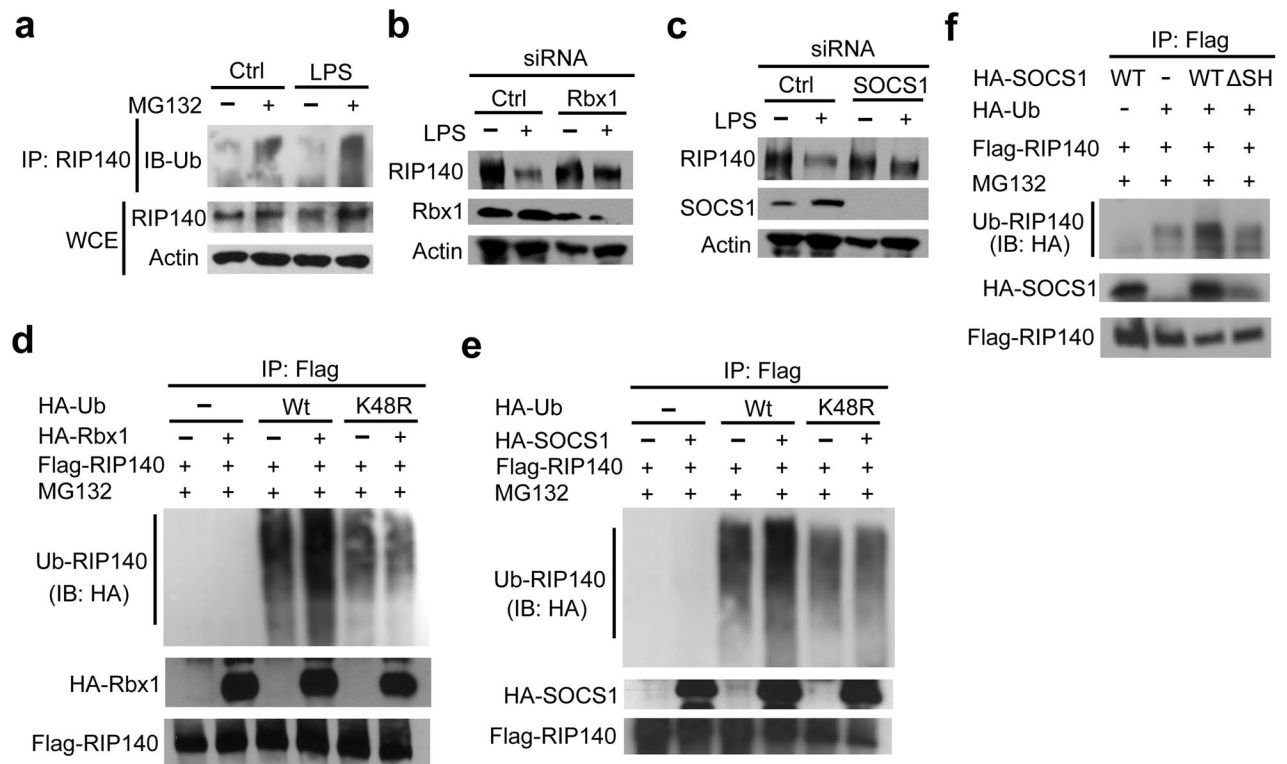 a
Ctrl LPS
MG132 − + − +
IP: RIP140 IB-Ub
RIP140
WCE
Actin
b
siRNA
Ctrl Rbx1
LPS − + − +
RIP140
Rbx1
Actin
c
siRNA
Ctrl SOCS1
LPS − + − +
RIP140
SOCS1
Actin
f
IP: Flag
HA-SOCS1 WT - WT ΔSH
HA-Ub − + + +
Flag-RIP140 + + + +
MG132 + + + +
Ub-RIP140
(IB: HA)
HA-SOCS1
Flag-RIP140
d
IP: Flag
HA-Ub − Wt K48R
HA-Rbx1 − + − + − +
Flag-RIP140 + + + + + +
MG132 + + + + + +
Ub-RIP140
(IB: HA)
HA-Rbx1
Flag-RIP140
e
IP: Flag
HA-Ub − Wt K48R
HA-SOCS1 − + − + − +
Flag-RIP140 + + + + + +
MG132 + + + + + +
Ub-RIP140
(IB: HA)
HA-SOCS1
Flag-RIP140